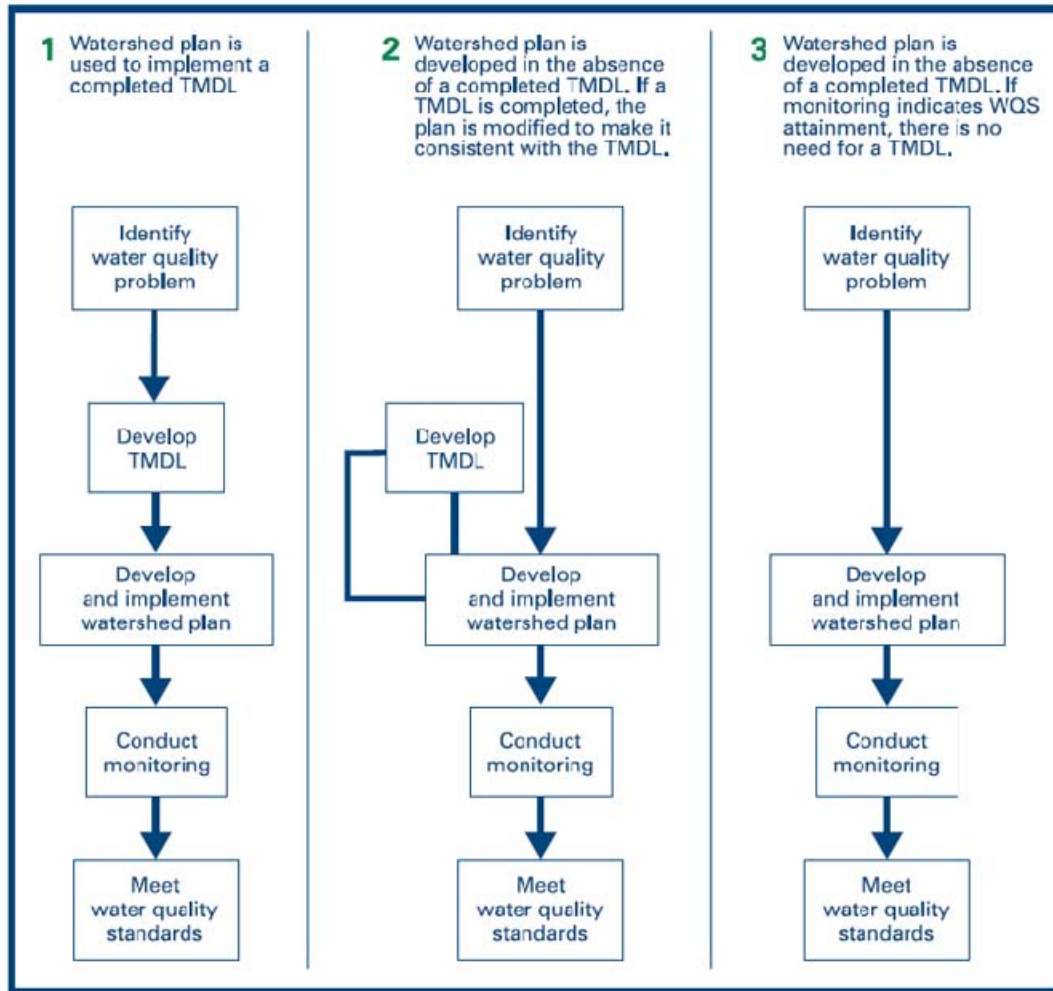 1 Watershed plan is
used to implement a
completed TMDL
Identify
water quality
problem
Develop
TMDL
Develop
and implement
watershed plan
Conduct
monitoring
Meet
water quality
standards
2 Watershed plan is
developed in the absence
of a completed TMDL. If a
TMDL is completed, the
plan is modified to make it
consistent with the TMDL.
Identify
water quality
problem
Develop
TMDL
Develop
and implement
watershed plan
Conduct
monitoring
Meet
water quality
standards
3 Watershed plan is
developed in the absence
of a completed TMDL. If
monitoring indicates WQS
attainment, there is no
need for a TMDL.
Identify
water quality
problem
Develop
and implement
watershed plan
Conduct
monitoring
Meet
water quality
standards